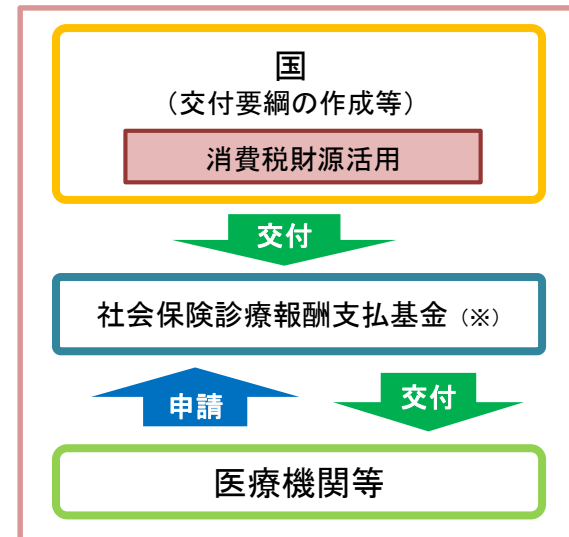 国
（交付要綱の作成等）
消費税財源活用
交付
社会保険診療報酬支払基金（※）
申請
交付
医療機関等